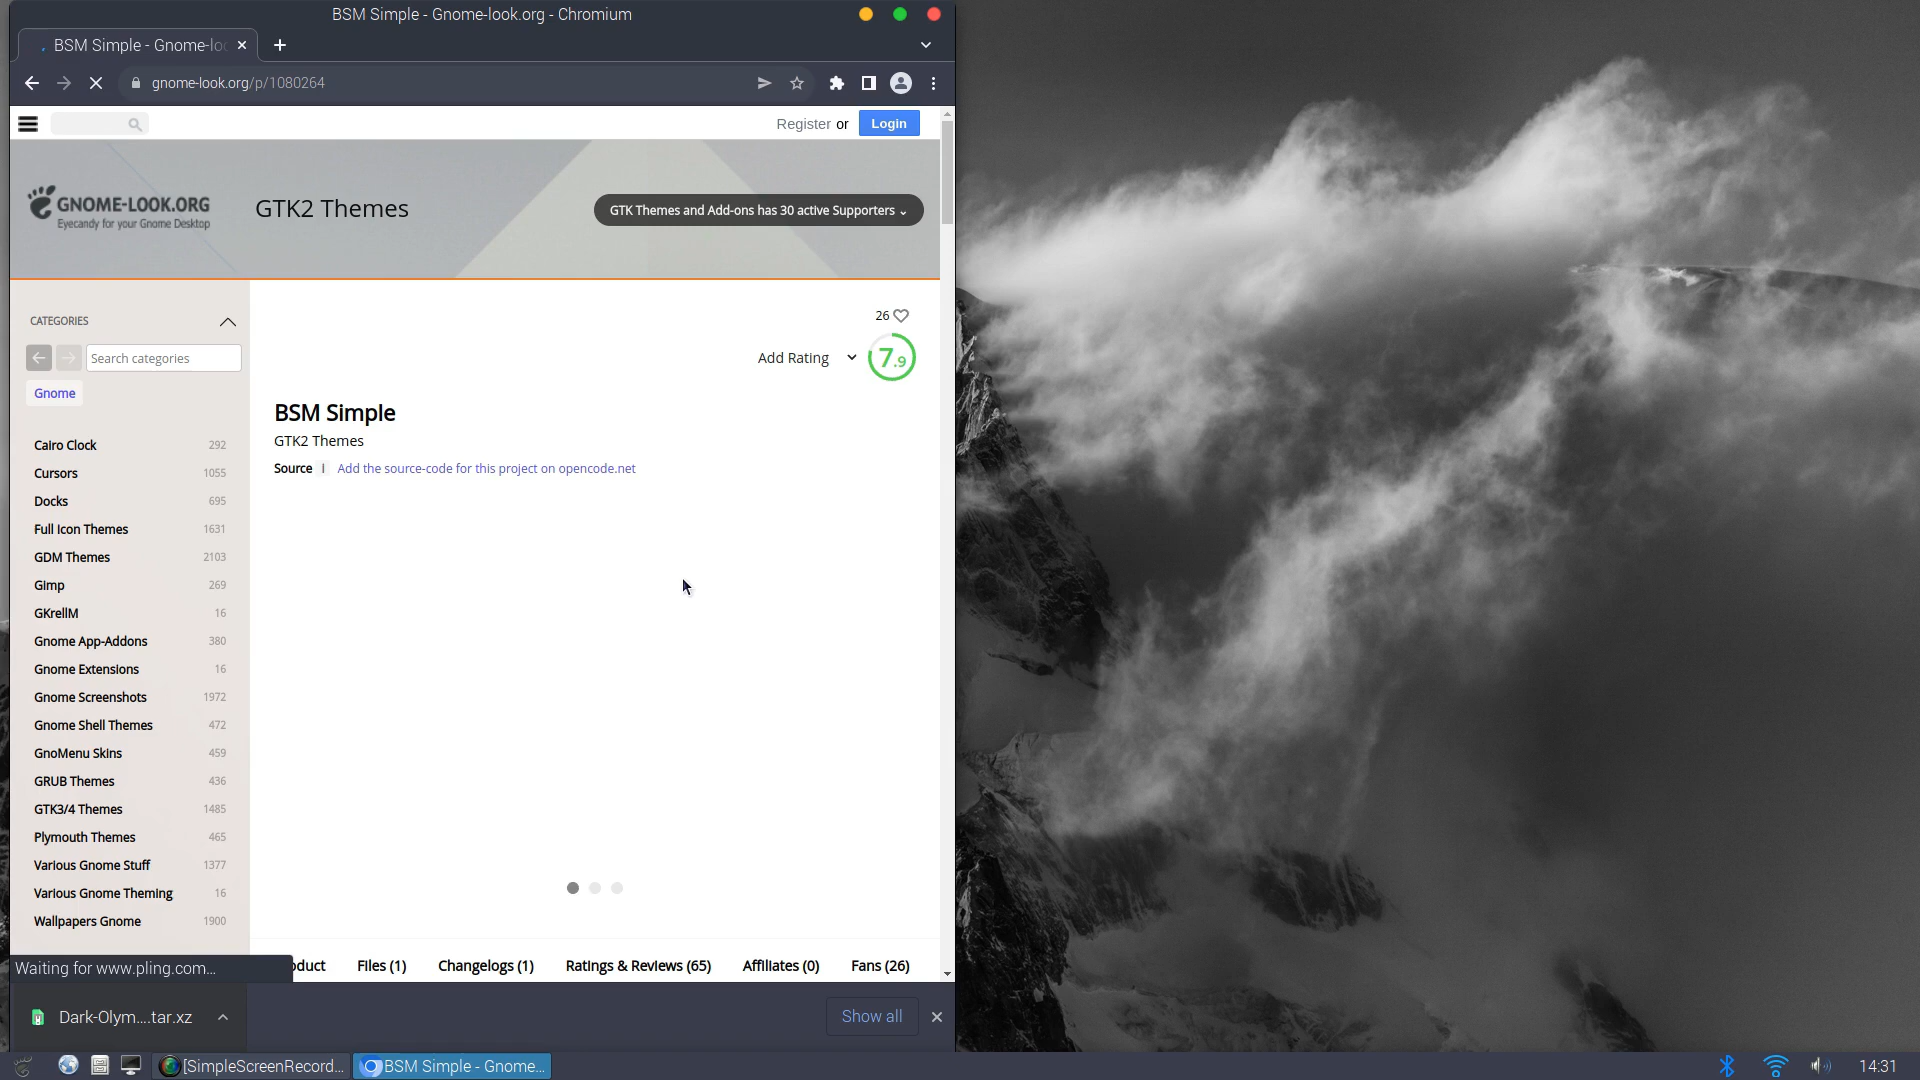 BSM Simple - Gnome-look.org - Chromium
BSM Simple - Gnome-loo
gnome-look.org/p/1080264
Register or Login
GNOME-LOOK.ORG
Eyecandy for your Gnome Desktop
GTK2 Themes
GTK Themes and Add-ons has 30 active Supporters
CATEGORIES
Search categories
Gnome
Cairo Clock 292
Cursors 1055
Docks 695
Full Icon Themes 1631
GDM Themes 2103
Gimp 269
GKrellM 16
Gnome App-Addons 380
Gnome Extensions 16
Gnome Screenshots 1972
Gnome Shell Themes 472
GnoMenu Skins 459
GRUB Themes 436
GTK3/4 Themes 1485
Plymouth Themes 465
Various Gnome Stuff 1377
Various Gnome Theming 16
Wallpapers Gnome 1900
26
Add Rating 7.9
BSM Simple
GTK2 Themes
Source | Add the source-code for this project on opencode.net
duct Files (1) Changelogs (1) Ratings & Reviews (65) Affiliates (0) Fans (26)
Waiting for www.pling.com...
Dark-Olym....tar.xz
Show all
[SimpleScreenRecord...
BSM Simple - Gnome...
14:31